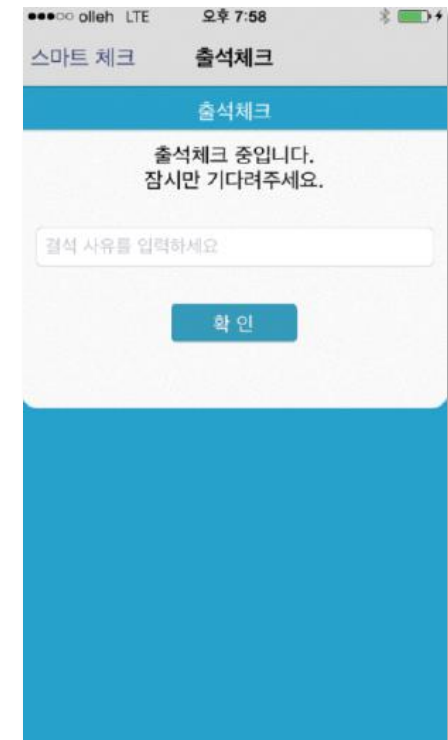 olleh LTE 오후 7:58
스마트 체크 출석체크
출석체크
출석체크 중입니다.
잠시만 기다려주세요.
결석 사유를 입력하세요
확 인